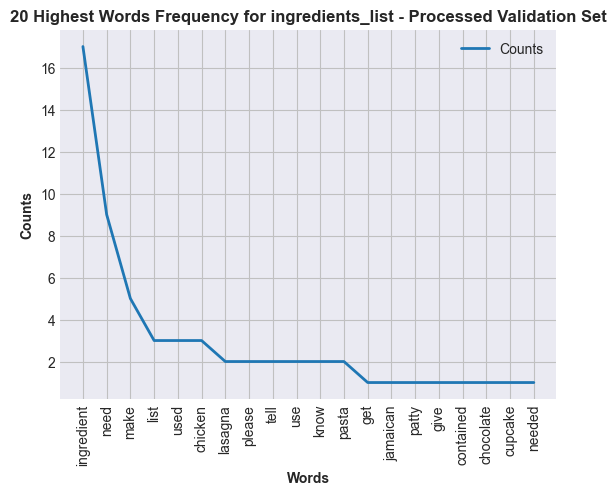 20 Highest Words Frequency for ingredients_list - Processed Validation Set
Counts
Counts
16
14
12
10
8
6
4
2
ingredient
need
make
list
used
chicken
lasagna
please
tell
use
know
pasta
get
jamaican
patty
give
contained
chocolate
cupcake
needed
Words